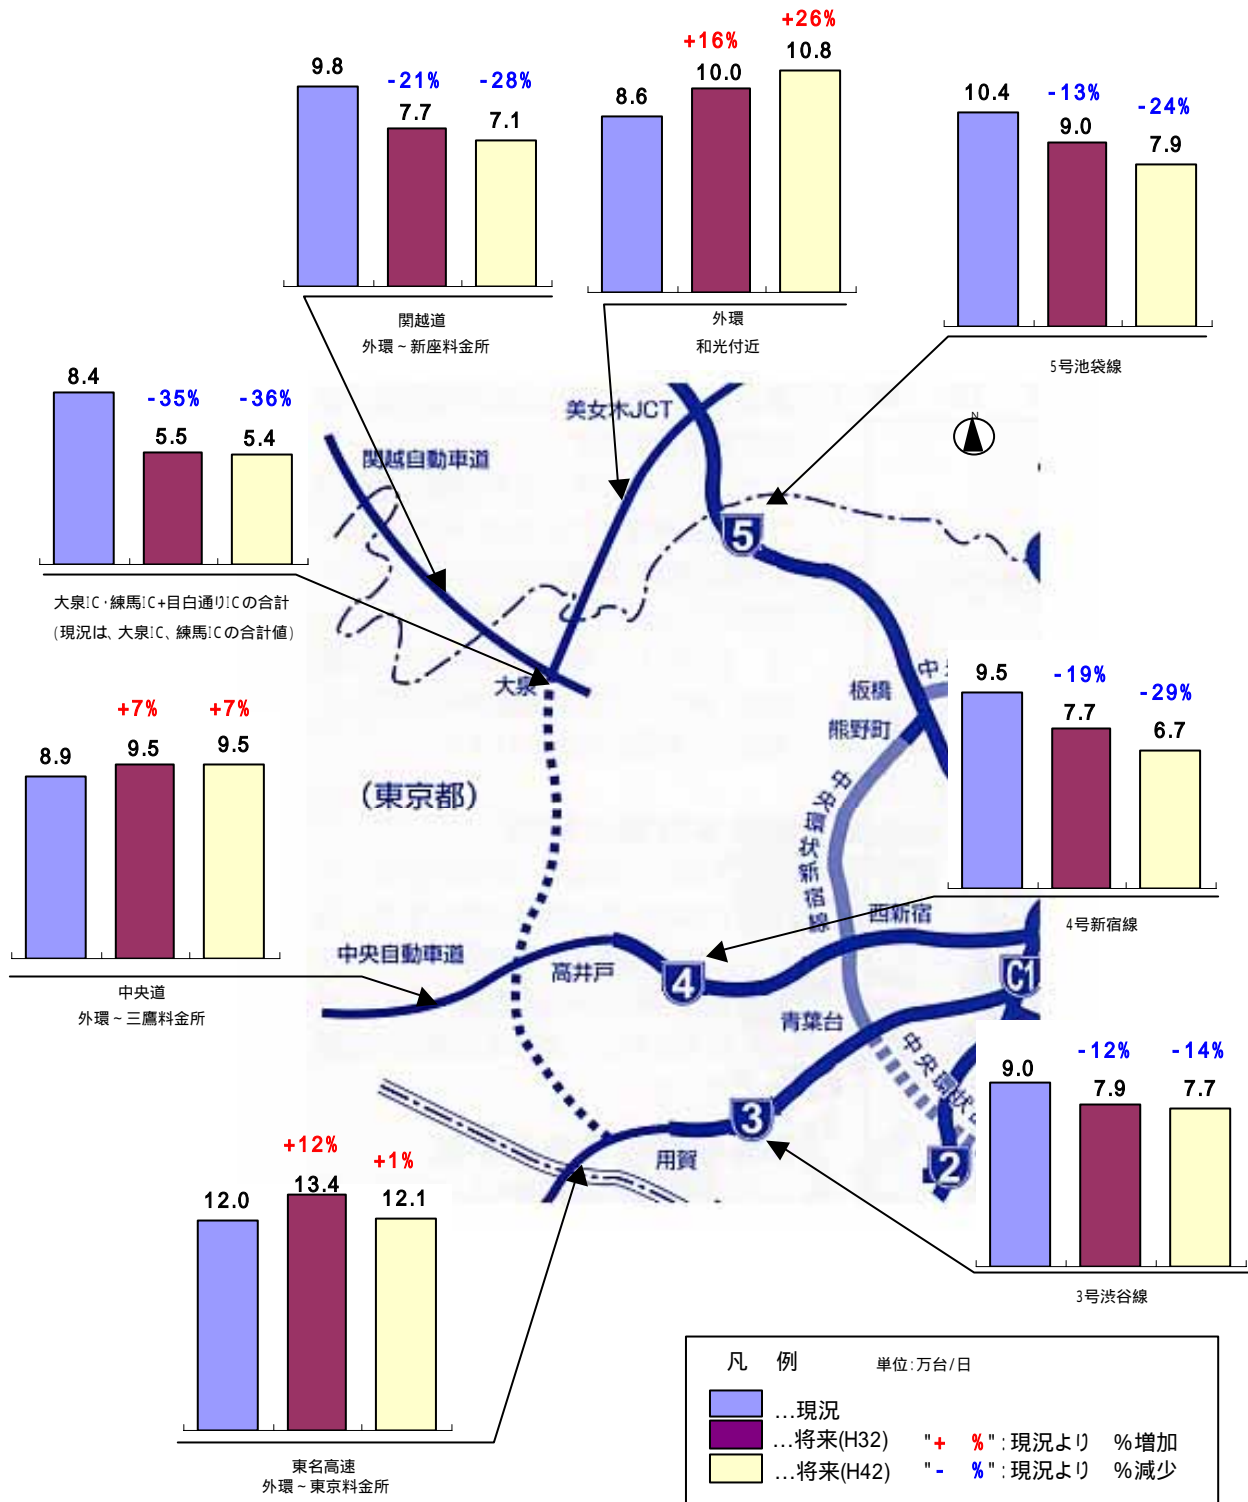 9.8
-21%
7.7
-28%
7.1
関越道
外環~新座料金所
8.6
+16%
10.0
+26%
10.8
外環
和光付近
10.4
-13%
9.0
-24%
7.9
5号池袋線
8.4
-35%
5.5
-36%
5.4
大泉IC・練馬IC+目白通りICの合計
(現況は、大泉IC、練馬ICの合計値)
美女木JCT
関越自動車道
N
5
大泉
板橋
熊野町
中央環状新宿線
(東京都)
8.9
+7%
9.5
+7%
9.5
中央道
外環~三鷹料金所
9.5
-19%
7.7
-29%
6.7
4号新宿線
中央自動車道
高井戸
4
西新宿
C1
青葉台
中央環状
3
用賀
2
9.0
-12%
7.9
-14%
7.7
3号渋谷線
12.0
+12%
13.4
+1%
12.1
東名高速
外環~東京料金所
凡 例 単位:万台/日
…現況
…将来(H32) "+ %":現況より %増加
…将来(H42) "- %":現況より %減少